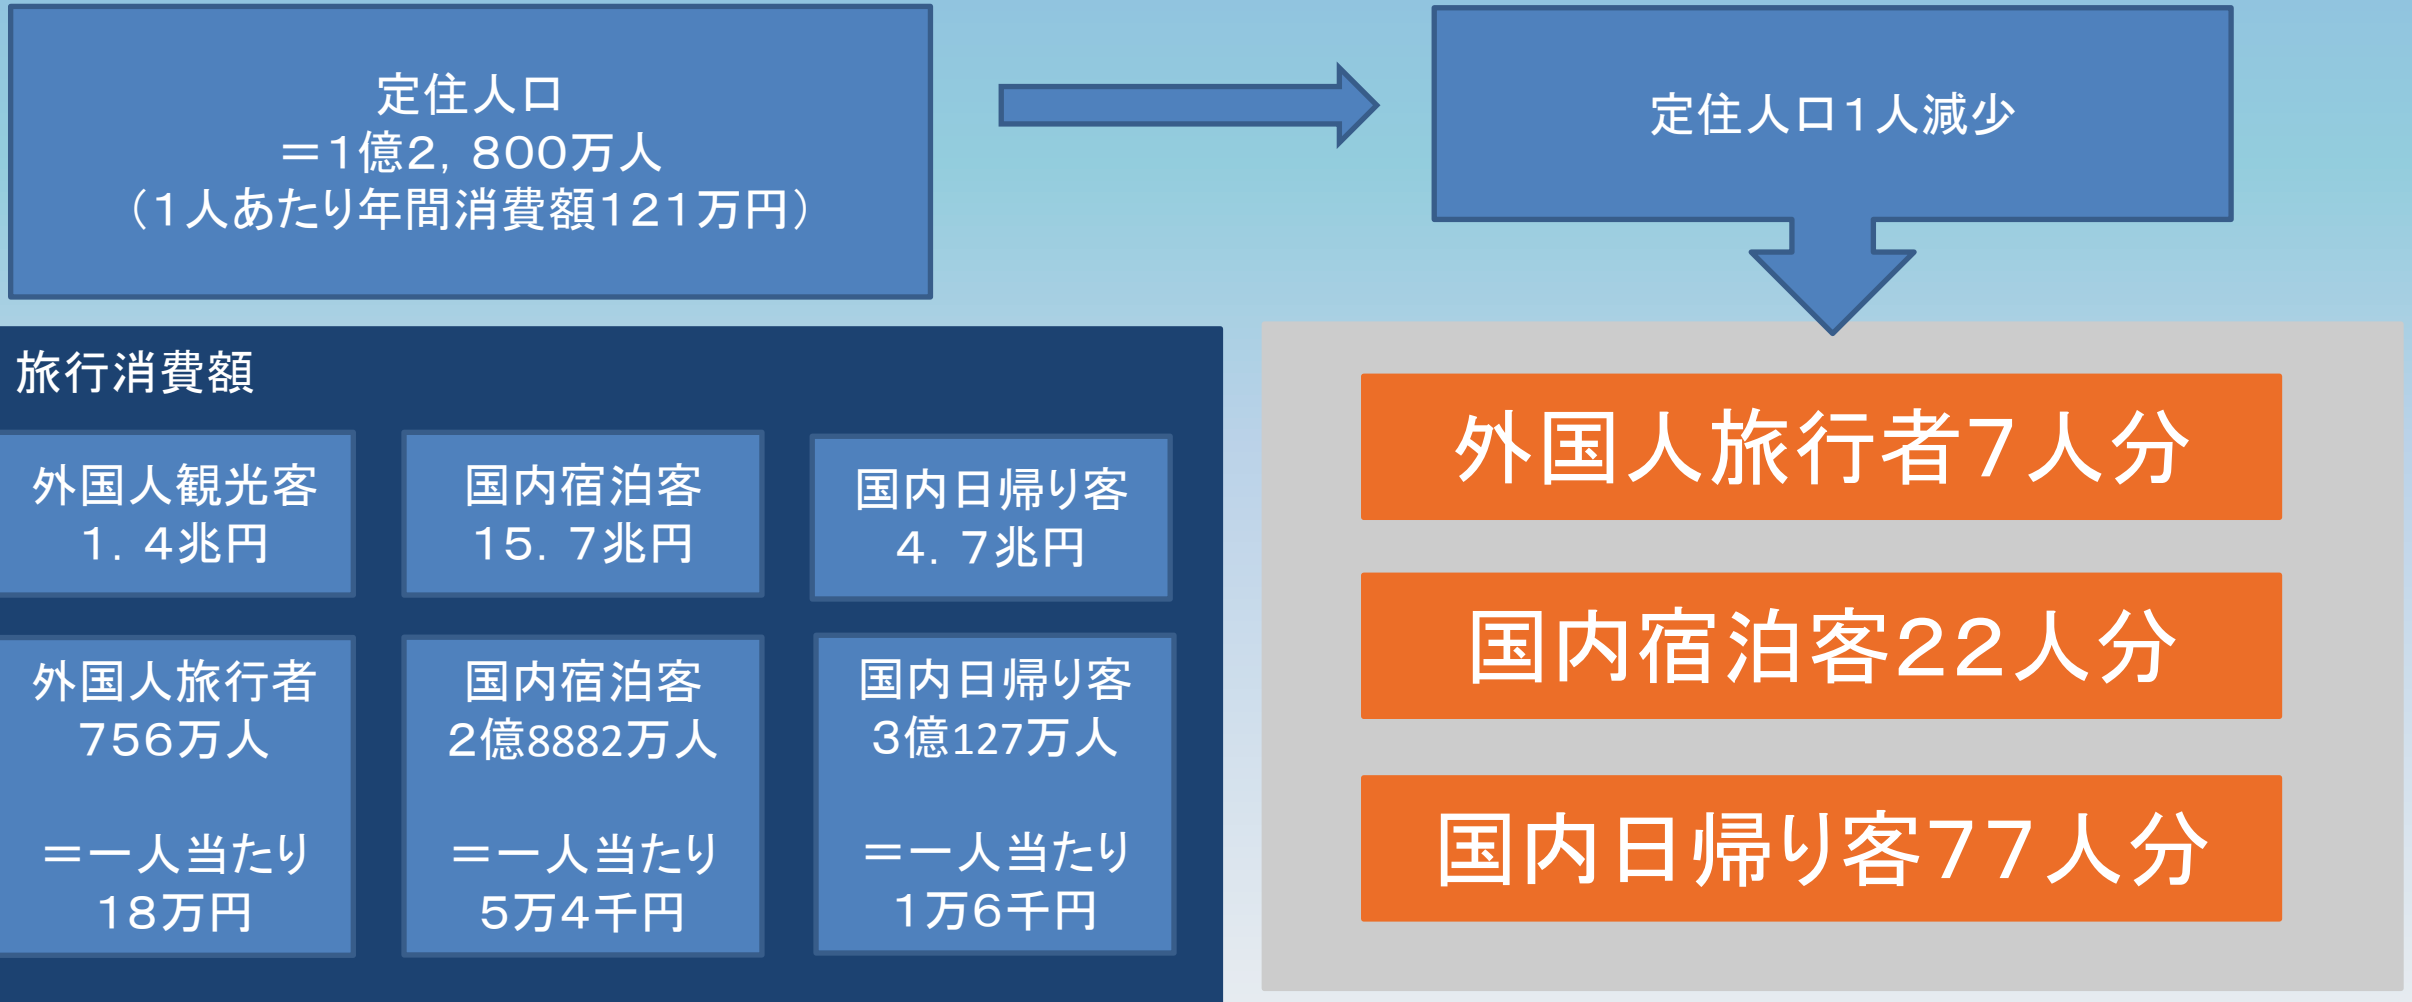 定住人口
＝1億2，800万人
（1人あたり年間消費額121万円）
定住人口1人減少
旅行消費額
外国人観光客
1．4兆円
国内宿泊客
15．7兆円
国内日帰り客
4．7兆円
外国人旅行者
756万人
＝一人当たり
18万円
国内宿泊客
2億8882万人
＝一人当たり
5万4千円
国内日帰り客
3億127万人
＝一人当たり
1万6千円
外国人旅行者7人分
国内宿泊客22人分
国内日帰り客77人分